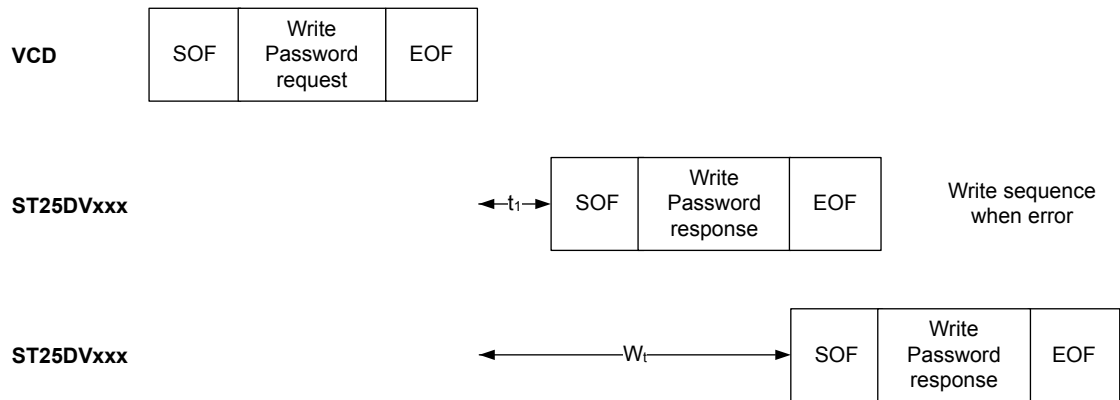 VCD
SOF
Write
Password
request
EOF
ST25DVxxx
t1
SOF
Write
Password
response
EOF
Write sequence
when error
ST25DVxxx
Wt
SOF
Write
Password
response
EOF